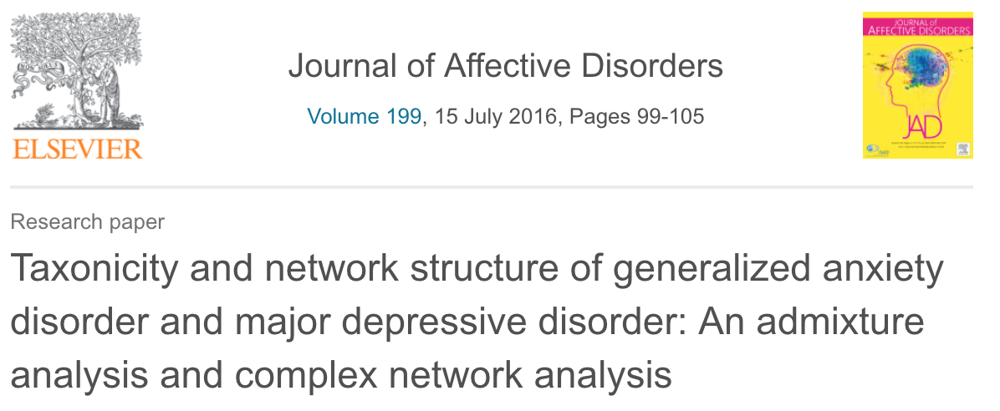 NON SOLUS
ELSEVIER
Journal of Affective Disorders
Volume 199, 15 July 2016, Pages 99-105
JOURNAL of
AFFECTIVE DISORDERS
JAD
Research paper
Taxonicity and network structure of generalized anxiety
disorder and major depressive disorder: An admixture
analysis and complex network analysis